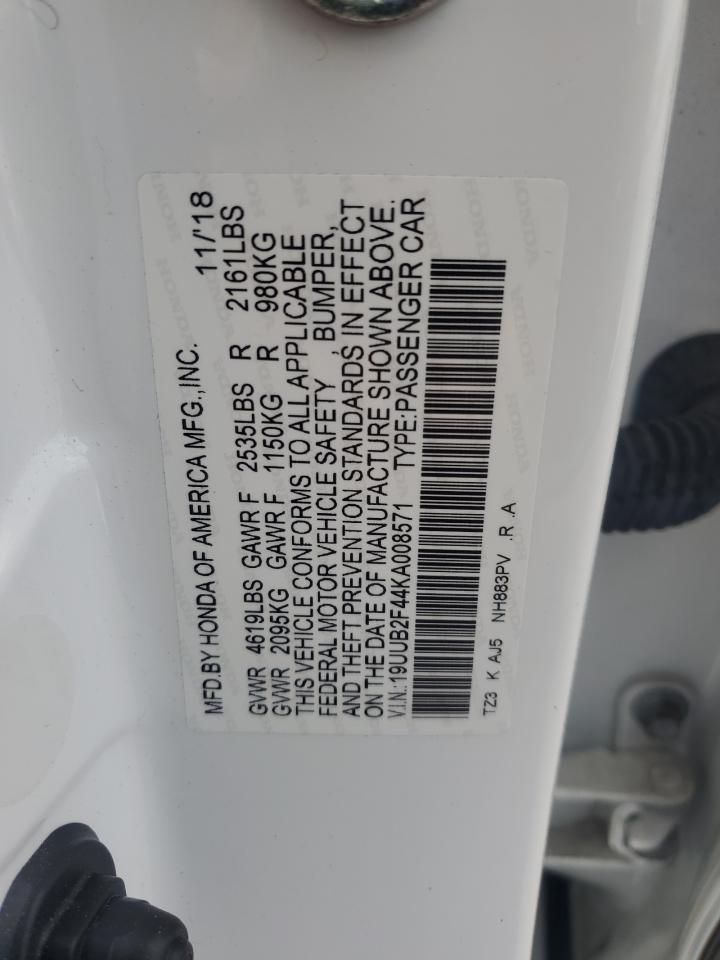 MFD.BY HONDA OF AMERICA MFG.,INC. 11/'18
GVWR 4619LBS GAWR F 2535LBS R 2161LBS
GVWR 2095KG GAWR F 1150KG R 980KG
THIS VEHICLE CONFORMS TO ALL APPLICABLE
FEDERAL MOTOR VEHICLE SAFETY , BUMPER,
AND THEFT PREVENTION STANDARDS IN EFFECT
ON THE DATE OF MANUFACTURE SHOWN ABOVE.
V.I.N.:19UUB2F44KA008571 TYPE:PASSENGER CAR
TZ3 K AJ5 NH883PV .R .A